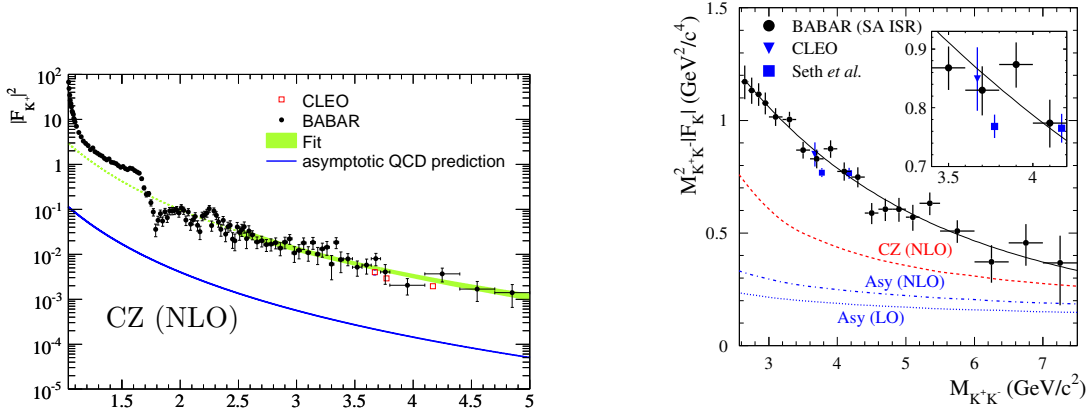 |F_K+|^2
10^2
10
1
10^-1
10^-2
10^-3
10^-4
10^-5
CLEO
BABAR
Fit
asymptotic QCD prediction
CZ (NLO)
1.5 2 2.5 3 3.5 4 4.5 5
M^2_K+K-|F_K| (GeV^2/c^4)
1.5
1
0.5
0
BABAR (SA ISR)
CLEO
Seth et al.
0.9
0.8
0.7
3.5 4
CZ (NLO)
Asy (NLO)
Asy (LO)
3 4 5 6 7
M_K+K- (GeV/c^2)